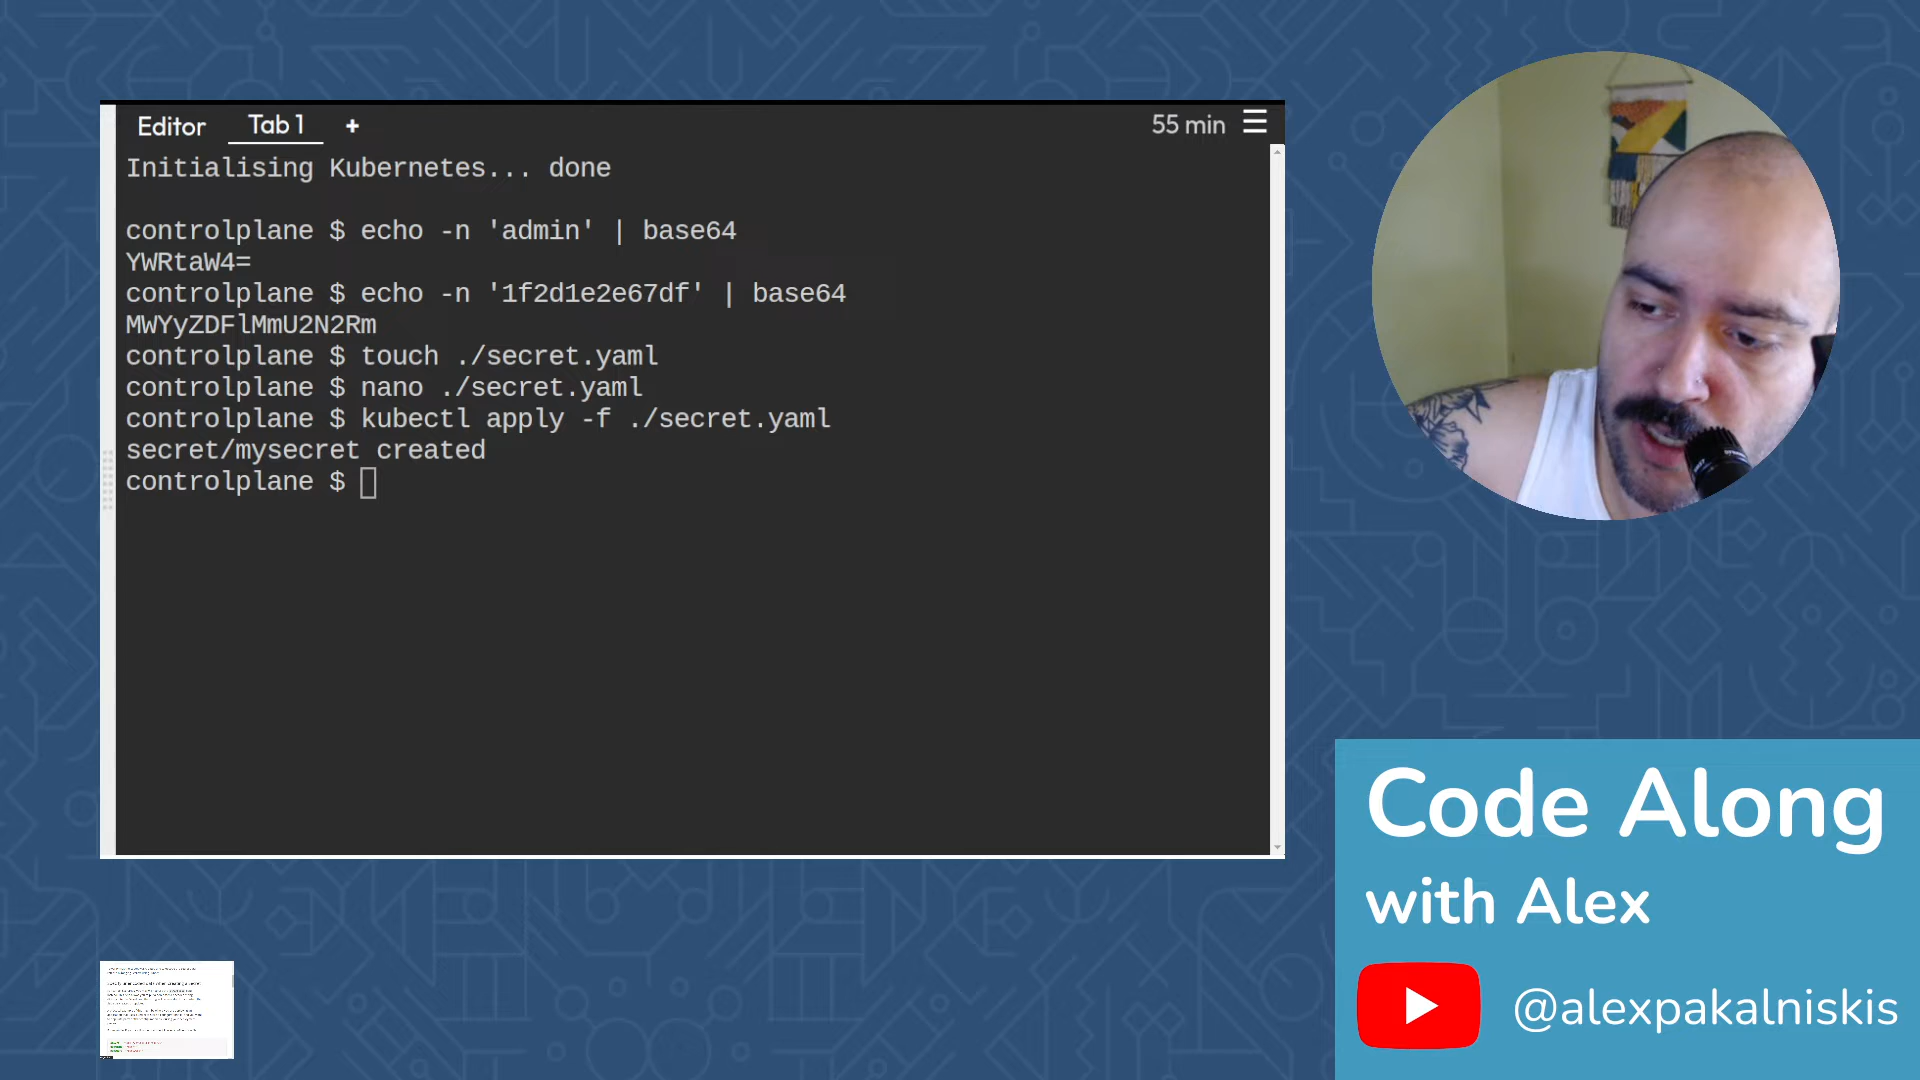 Editor Tab 1 + 55 min
Initialising Kubernetes... done
controlplane $ echo -n 'admin' | base64
YWRtaW4=
controlplane $ echo -n '1f2d1e2e67df' | base64
MWYyZDFlMmU2N2Rm
controlplane $ touch ./secret.yaml
controlplane $ nano ./secret.yaml
controlplane $ kubectl apply -f ./secret.yaml
secret/mysecret created
controlplane $
Code Along
with Alex
@alexpakalniskis